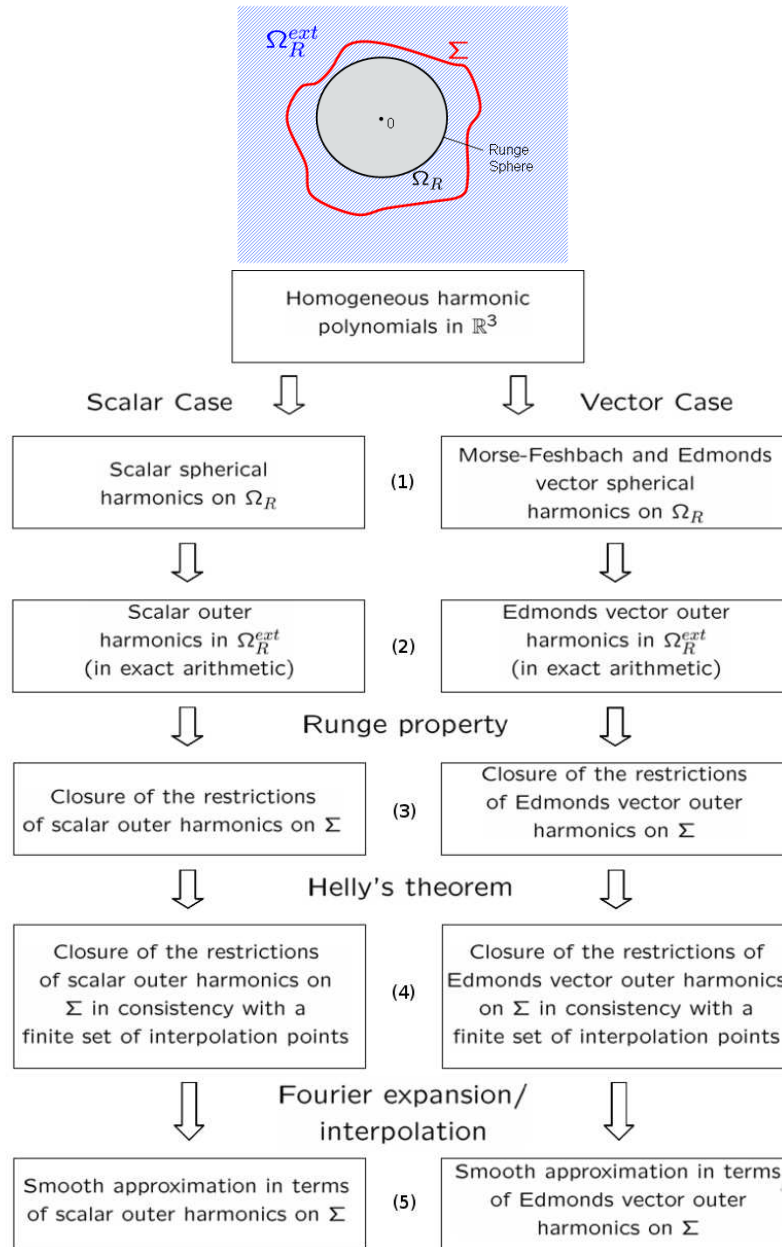 Ω_R^{ext}
Σ
0
Runge
Sphere
Ω_R
Homogeneous harmonic
polynomials in ℝ³
Scalar Case
Vector Case
Scalar spherical
harmonics on Ω_R
(1)
Morse-Feshbach and Edmonds
vector spherical
harmonics on Ω_R
Scalar outer
harmonics in Ω_R^{ext}
(in exact arithmetic)
(2)
Edmonds vector outer
harmonics in Ω_R^{ext}
(in exact arithmetic)
Runge property
Closure of the restrictions
of scalar outer harmonics on Σ
(3)
Closure of the restrictions
of Edmonds vector outer
harmonics on Σ
Helly's theorem
Closure of the restrictions
of scalar outer harmonics on
Σ in consistency with a
finite set of interpolation points
(4)
Closure of the restrictions of
Edmonds vector outer harmonics
on Σ in consistency with a
finite set of interpolation points
Fourier expansion/
interpolation
Smooth approximation in terms
of scalar outer harmonics on Σ
(5)
Smooth approximation in terms
of Edmonds vector outer
harmonics on Σ